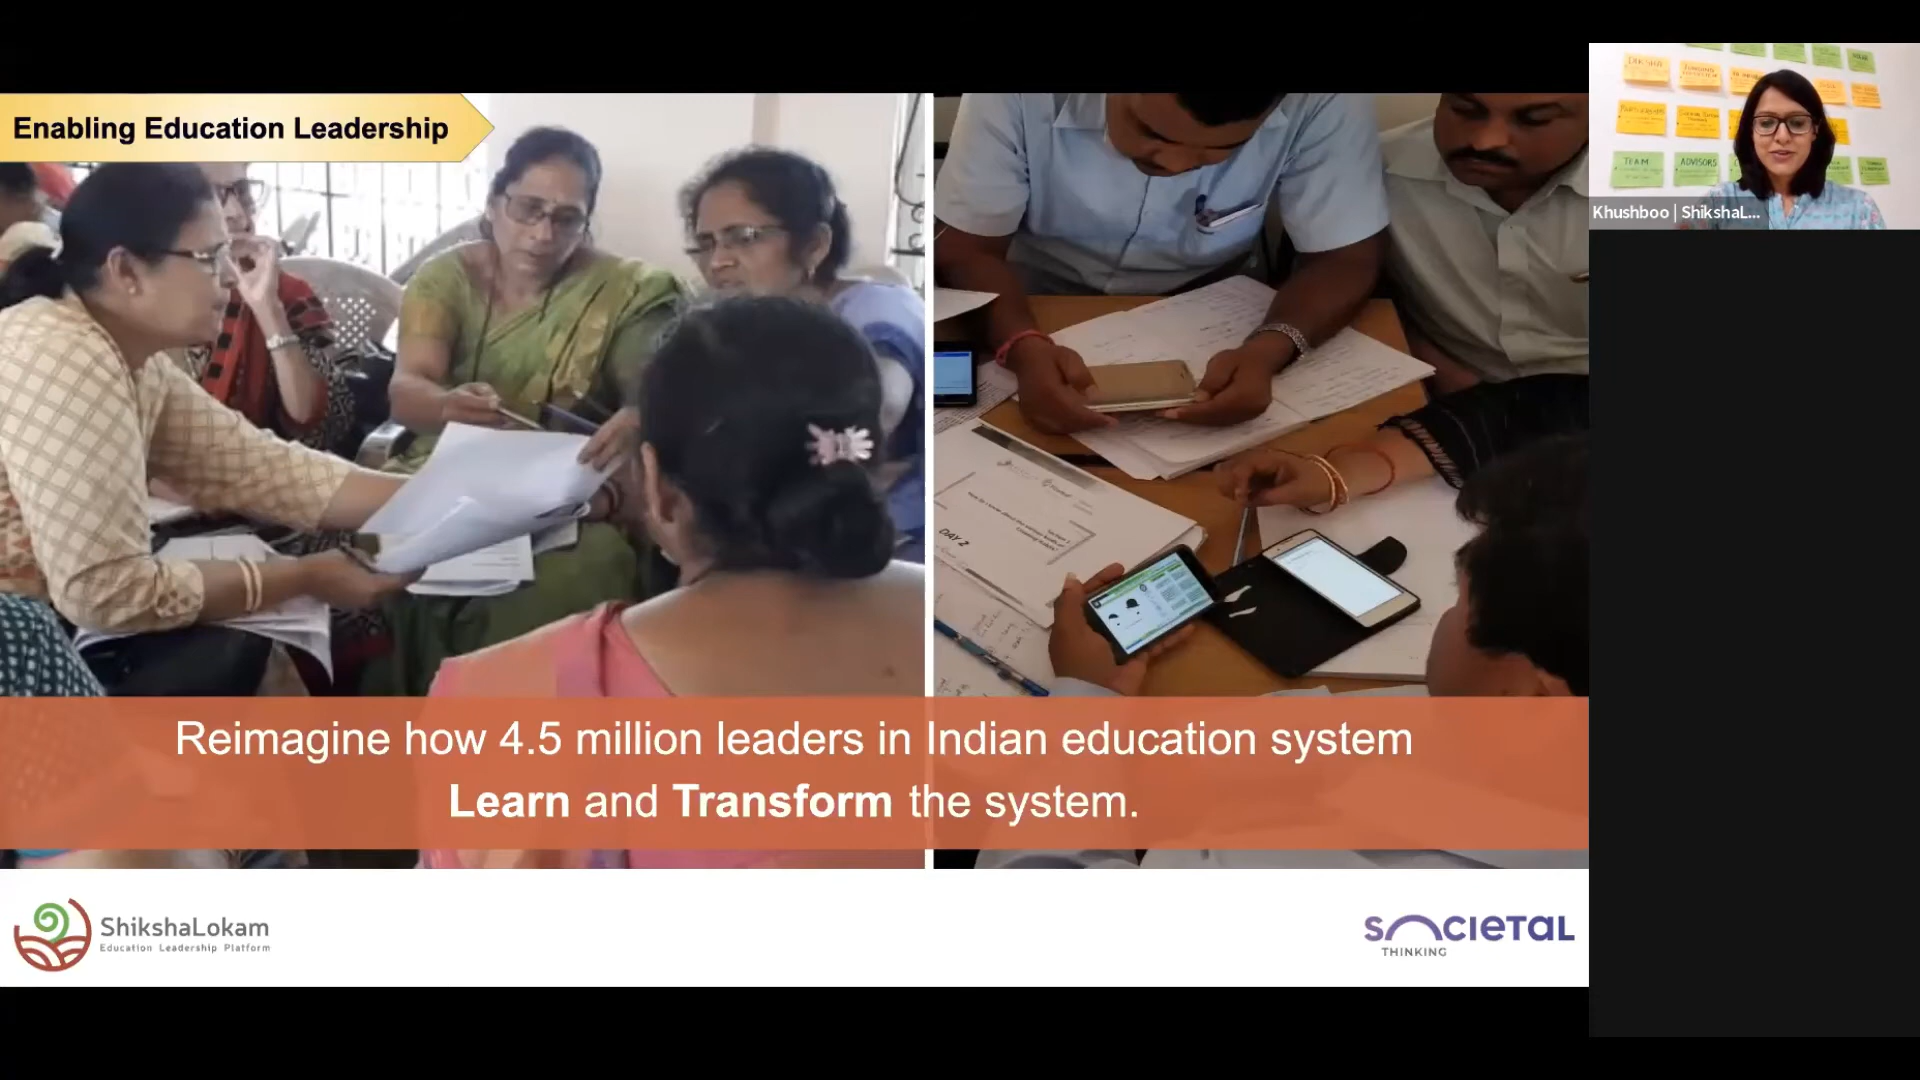 Enabling Education Leadership
Reimagine how 4.5 million leaders in Indian education system
Learn and Transform the system.
ShikshaLokam
Education Leadership Platform
SOCIETAL
THINKING
Khushboo | ShikshaL...
TEAM
ADVISORS
DAY 2